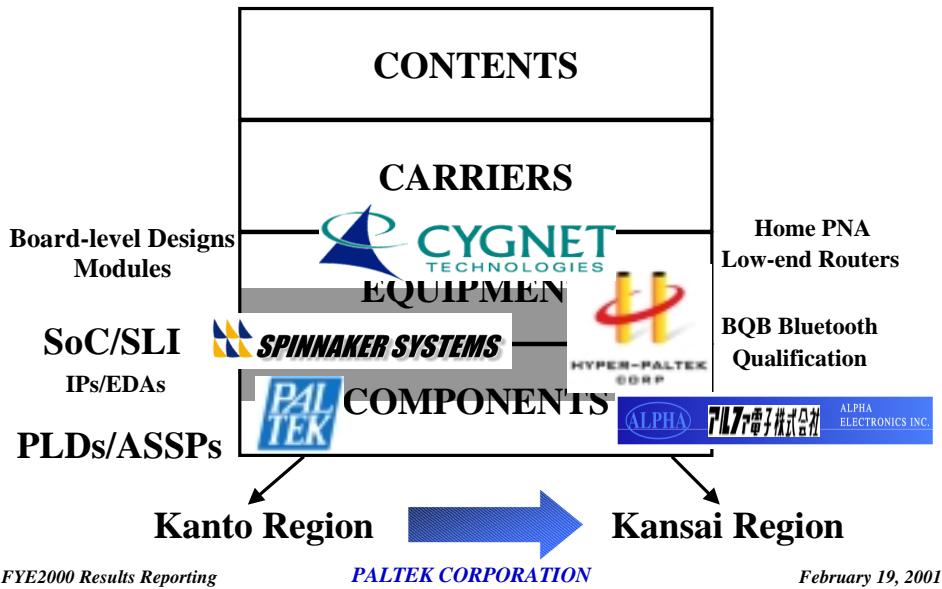 CONTENTS
CARRIERS
CYGNET
TECHNOLOGIES
Board-level Designs
Modules
Home PNA
Low-end Routers
EQUIPMEN
SoC/SLI
IPs/EDAs
SPINNAKER SYSTEMS
HYPER-PALTEK
CORP
BQB Bluetooth
Qualification
PLDs/ASSPs
PAL
TEK
COMPONENTS
ALPHA
アルファ電子株式会社
ALPHA
ELECTRONICS INC.
Kanto Region
Kansai Region
FYE2000 Results Reporting
PALTEK CORPORATION
February 19, 2001